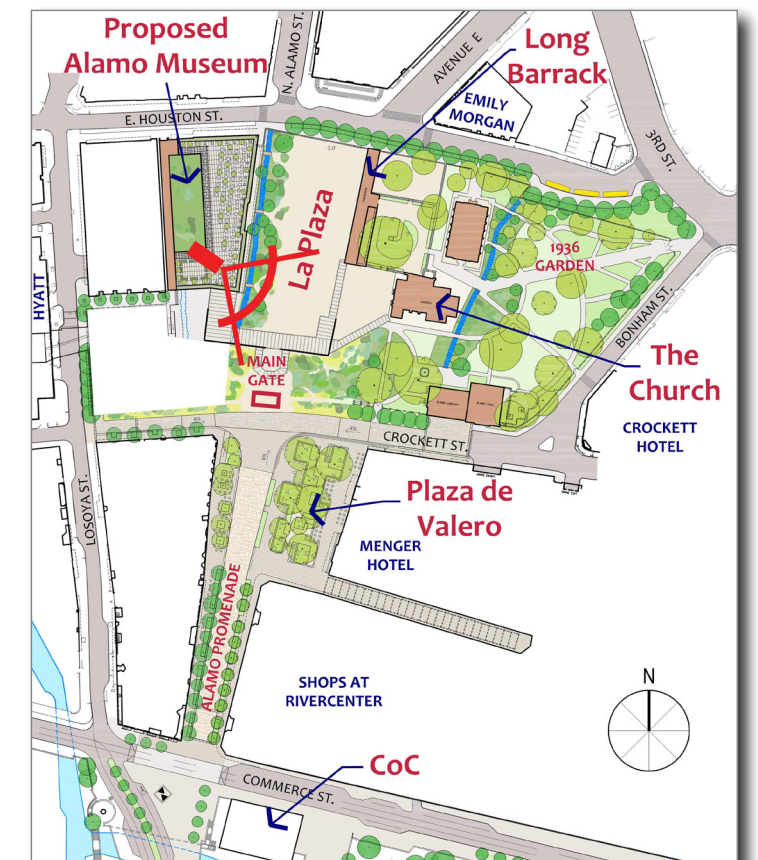 Proposed
Alamo Museum
N. ALAMO ST.
AVENUE E
Long
Barrack
EMILY
MORGAN
E. HOUSTON ST.
3RD ST.
La Plaza
1936
GARDEN
HYATT
BONHAM ST.
MAIN
GATE
The
Church
CROCKETT
HOTEL
CROCKETT ST.
LOSOYA ST.
Plaza de
Valero
MENGER
HOTEL
ALAMO PROMENADE
SHOPS AT
RIVERCENTER
N
CoC
COMMERCE ST.